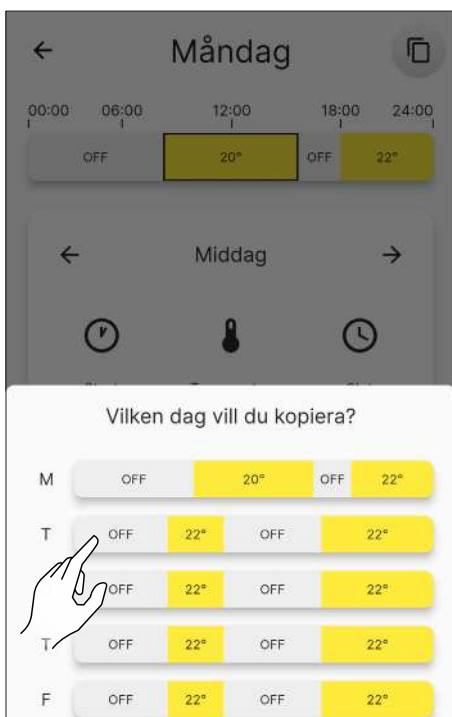 Måndag
00:00 06:00 12:00 18:00 24:00
OFF 20° OFF 22°
Middag
Vilken dag vill du kopiera?
M OFF 20° OFF 22°
T OFF 22° OFF 22°
OFF 22° OFF 22°
T OFF 22° OFF 22°
F OFF 22° OFF 22°